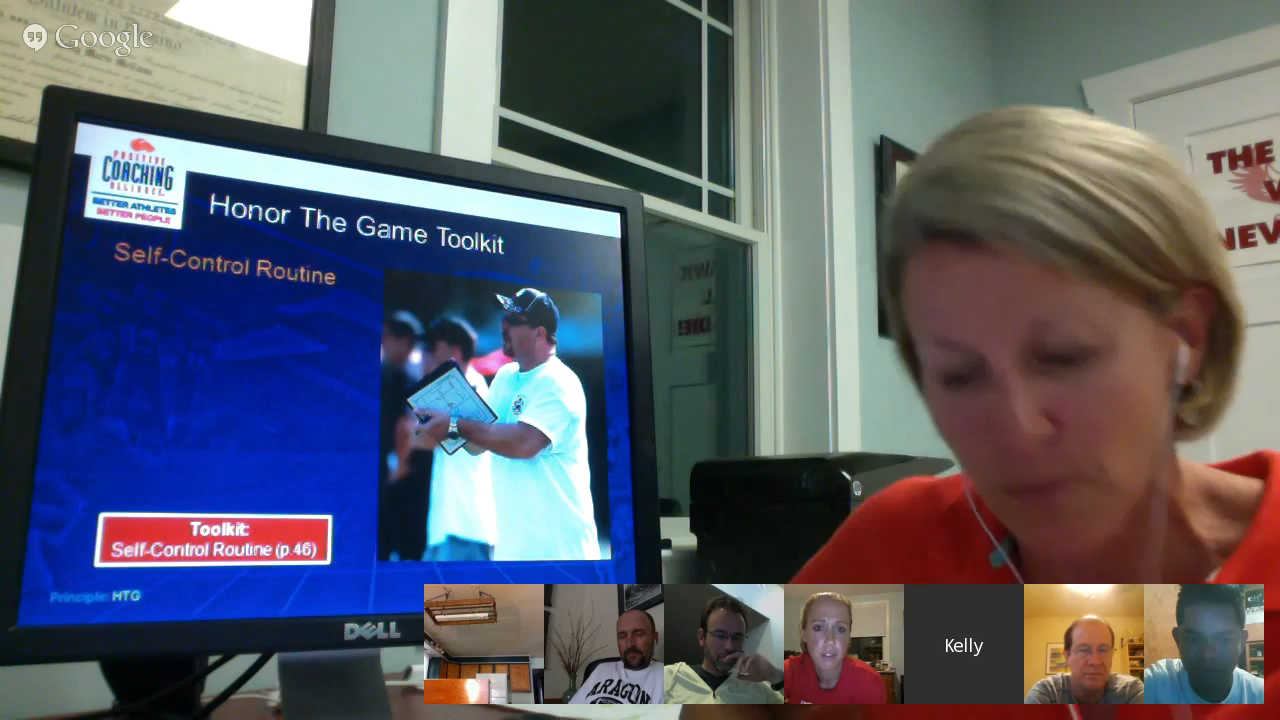 Google
POSITIVE
COACHING
ALLIANCE
BETTER ATHLETES
BETTER PEOPLE
Honor The Game Toolkit
Self-Control Routine
Toolkit:
Self-Control Routine (p.46)
Principle: HTG
DELL
THE
NEV
ARAGON
Kelly